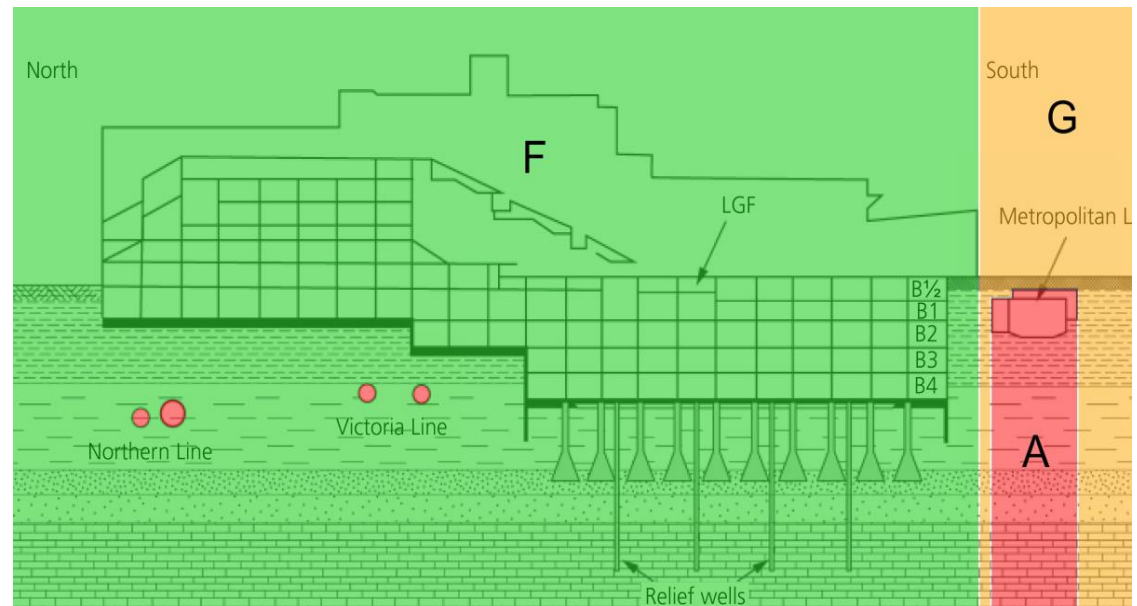 North
South
G
F
LGF
Metropolitan L
B½
B1
B2
B3
B4
Victoria Line
Northern Line
A
Relief wells